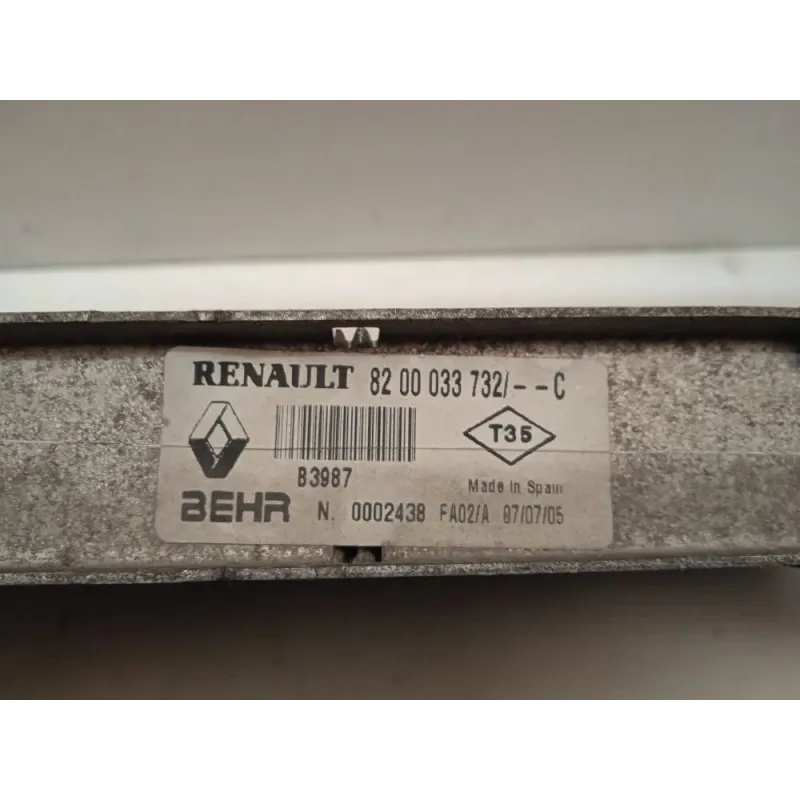 RENAULT 82 00 033 732/--C
T35
B3987
Made in Spain
BEHR N. 0002438 FA02/A 07/07/05